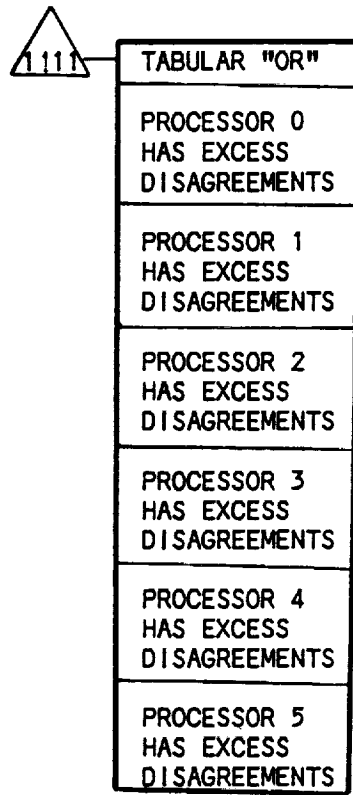 1111
TABULAR "OR"
PROCESSOR 0
HAS EXCESS
DISAGREEMENTS
PROCESSOR 1
HAS EXCESS
DISAGREEMENTS
PROCESSOR 2
HAS EXCESS
DISAGREEMENTS
PROCESSOR 3
HAS EXCESS
DISAGREEMENTS
PROCESSOR 4
HAS EXCESS
DISAGREEMENTS
PROCESSOR 5
HAS EXCESS
DISAGREEMENTS